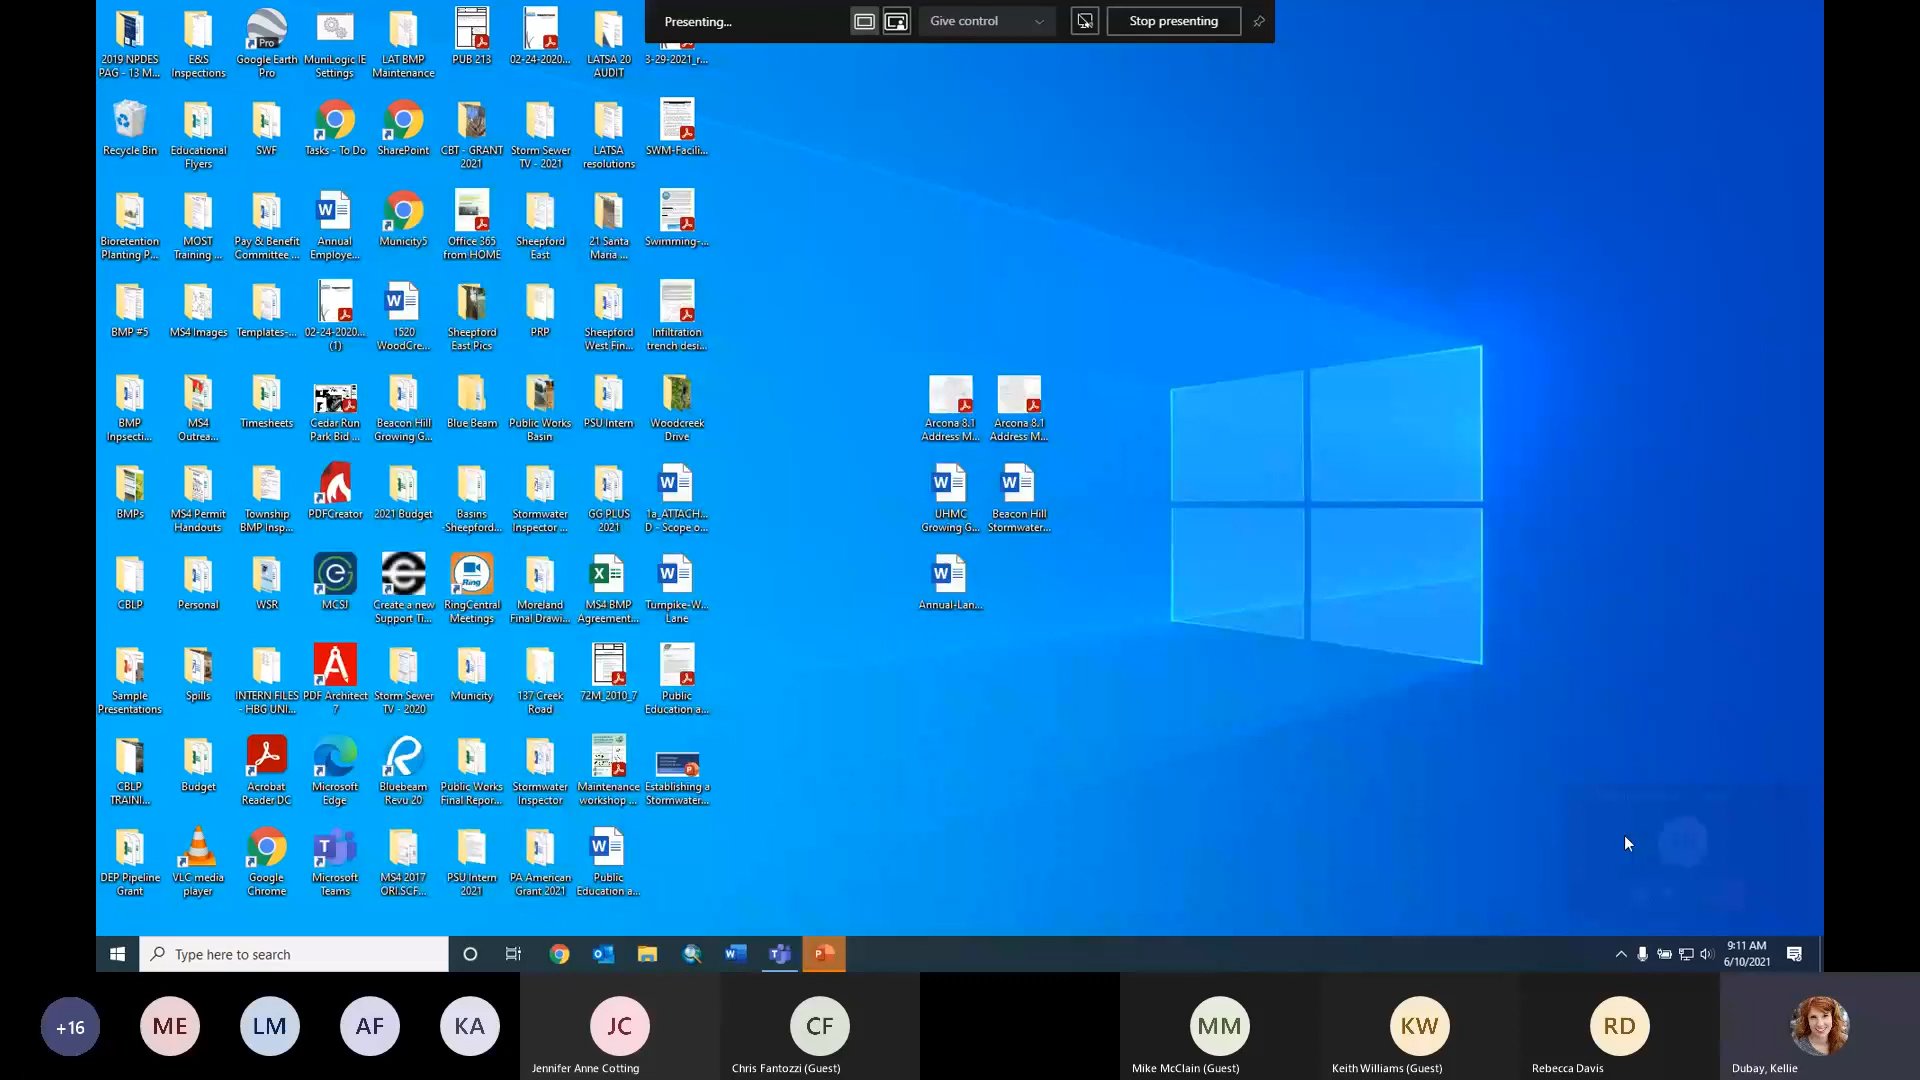 Presenting...
Give control
Stop presenting
2019 NPDES
PAG - 13 M...
E&S
Inspections
Pro
Google Earth
Pro
MuniLogic IE
Settings
LAT BMP
Maintenance
PUB 213
02-24-2020...
LATSA 20
AUDIT
3-29-2021_r...
Recycle Bin
Educational
Flyers
SWF
Tasks - To Do
SharePoint
CBT - GRANT
2021
Storm Sewer
TV - 2021
LATSA
resolutions
SWM-Facili...
Bioretention
Planting P...
MOST
Training ...
Pay & Benefit
Committee ...
Annual
Employe...
Municity5
Office 365
from HOME
Sheepford
East
21 Santa
Maria ...
Swimming-...
BMP #5
MS4 Images
Templates-...
02-24-2020...
(1)
1520
WoodCre...
Sheepford
East Pics
PRP
Sheepford
West Fin...
Infiltration
trench desi...
BMP
Inpsecti...
MS4
Outrea...
Timesheets
Cedar Run
Park Bid ...
Beacon Hill
Growing G...
Blue Beam
Public Works
Basin
PSU Intern
Woodcreek
Drive
Arcona 8.1
Address M...
Arcona 8.1
Address M...
BMPs
MS4 Permit
Handouts
Township
BMP Insp...
PDFCreator
2021 Budget
Basins
-Sheepford...
Stormwater
Inspector ...
GG PLUS
2021
1a_ATTACH...
D - Scope o...
UHMC
Growing G...
Beacon Hill
Stormwater...
CBLP
Personal
WSR
MCSJ
Create a new
Support Ti...
Ring
RingCentral
Meetings
Moreland
Final Drawi...
MS4 BMP
Agreement...
Turnpike-W...
Lane
Annual-Lan...
Sample
Presentations
Spills
INTERN FILES
- HBG UNI...
PDF Architect
7
Storm Sewer
TV - 2020
Municity
137 Creek
Road
72M_2010_7
Public
Education a...
CBLP
TRAINI...
Budget
Acrobat
Reader DC
Microsoft
Edge
Bluebeam
Revu 20
Public Works
Final Repor...
Stormwater
Inspector
Maintenance
workshop ...
Establishing a
Stormwater...
DEP Pipeline
Grant
VLC media
player
Google
Chrome
Microsoft
Teams
MS4 2017
ORI.SCF...
PSU Intern
2021
PA American
Grant 2021
Public
Education a...
Type here to search
9:11 AM
6/10/2021
+16
ME
LM
AF
KA
JC
Jennifer Anne Cotting
CF
Chris Fantozzi (Guest)
MM
Mike McClain (Guest)
KW
Keith Williams (Guest)
RD
Rebecca Davis
Dubay, Kellie